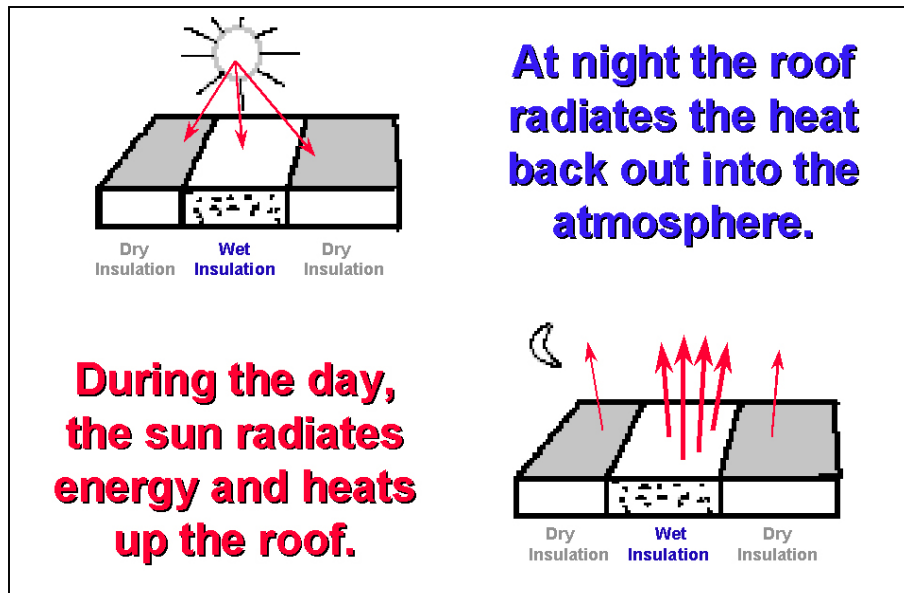 At night the roof
radiates the heat
back out into the
atmosphere.
Dry
Insulation
Wet
Insulation
Dry
Insulation
During the day,
the sun radiates
energy and heats
up the roof.
Dry
Insulation
Wet
Insulation
Dry
Insulation